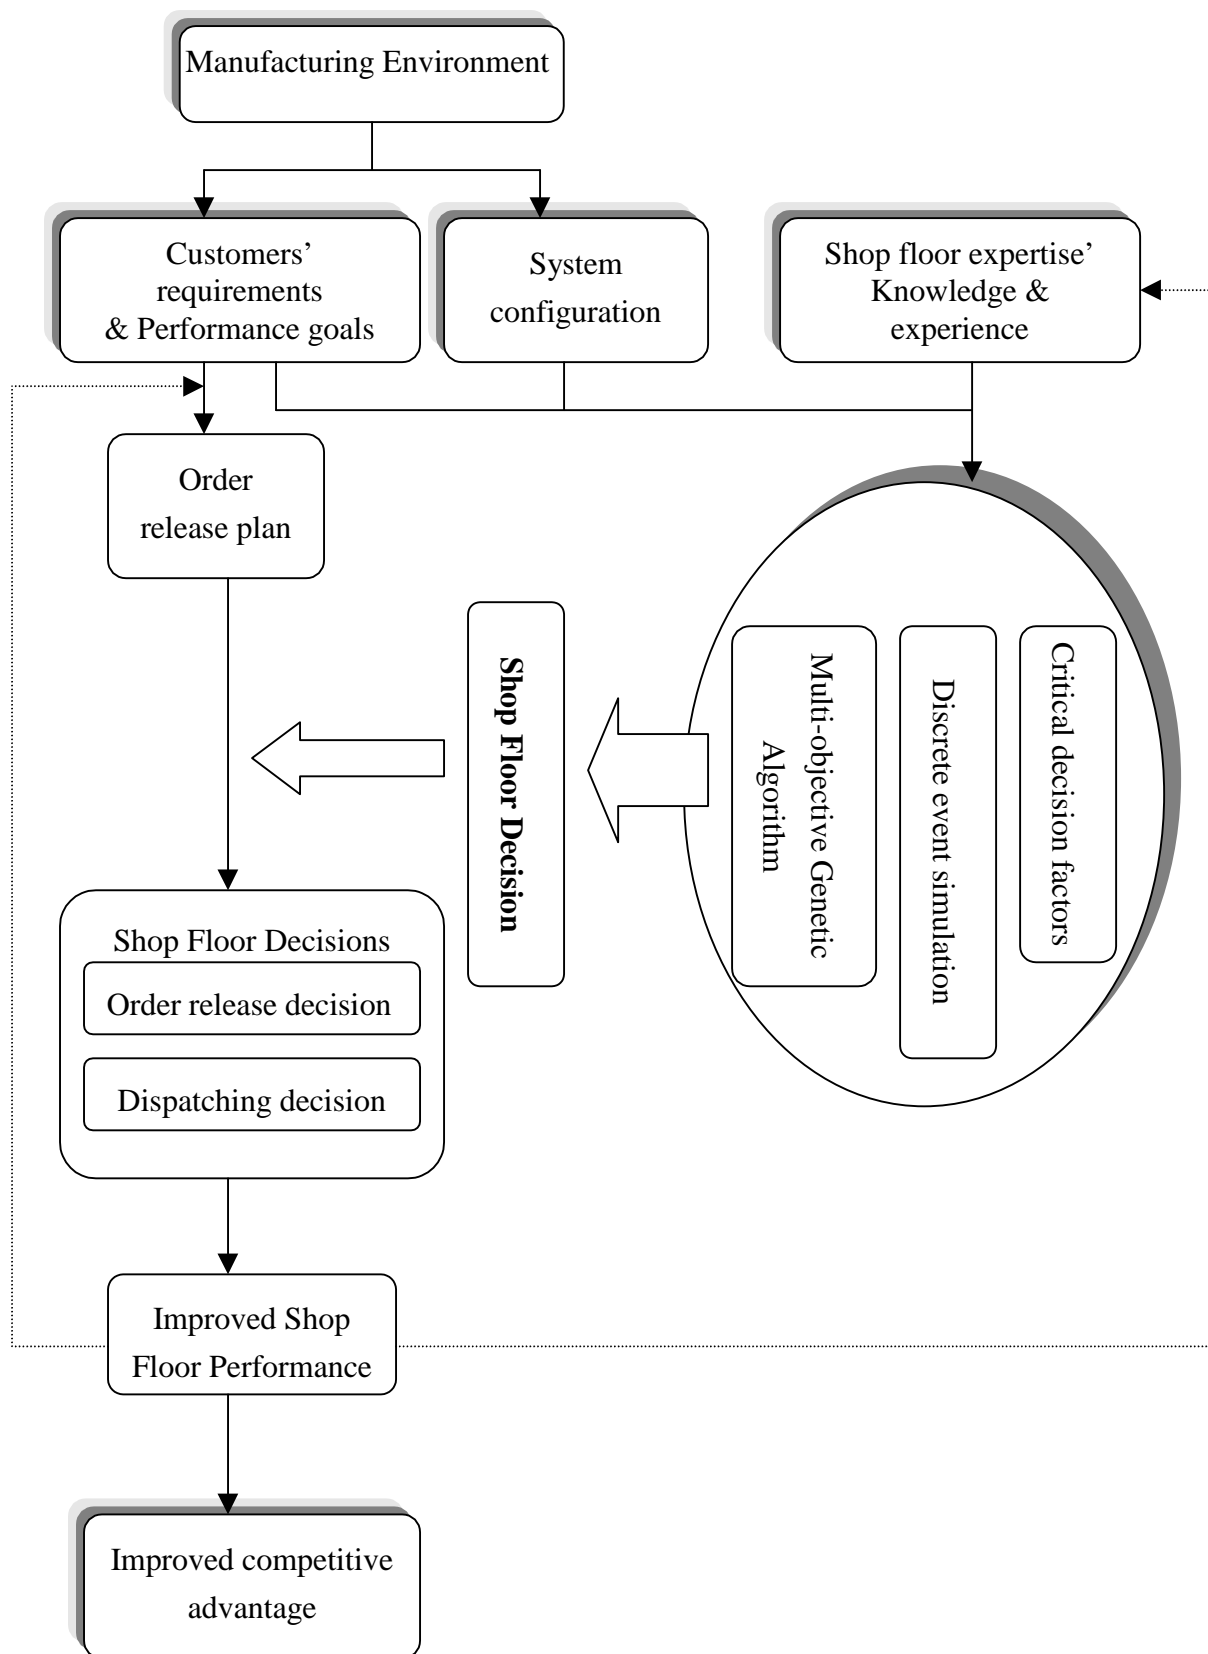 Manufacturing Environment
Customers’
requirements
& Performance goals
System
configuration
Shop floor expertise’
Knowledge &
experience
Order
release plan
Shop Floor Decision
Multi-objective Genetic
Algorithm
Discrete event simulation
Critical decision factors
Shop Floor Decisions
Order release decision
Dispatching decision
Improved Shop
Floor Performance
Improved competitive
advantage